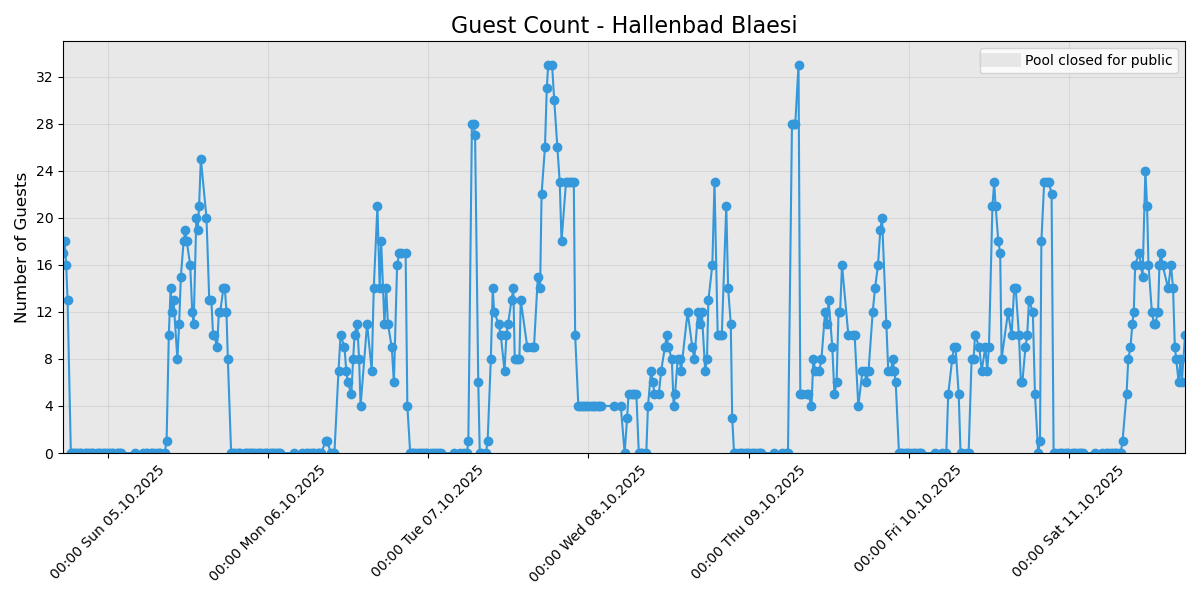 Guest Count - Hallenbad Blaesi
Pool closed for public
Number of Guests
32
28
24
20
16
12
8
4
0
00:00 Sun 05.10.2025
00:00 Mon 06.10.2025
00:00 Tue 07.10.2025
00:00 Wed 08.10.2025
00:00 Thu 09.10.2025
00:00 Fri 10.10.2025
00:00 Sat 11.10.2025